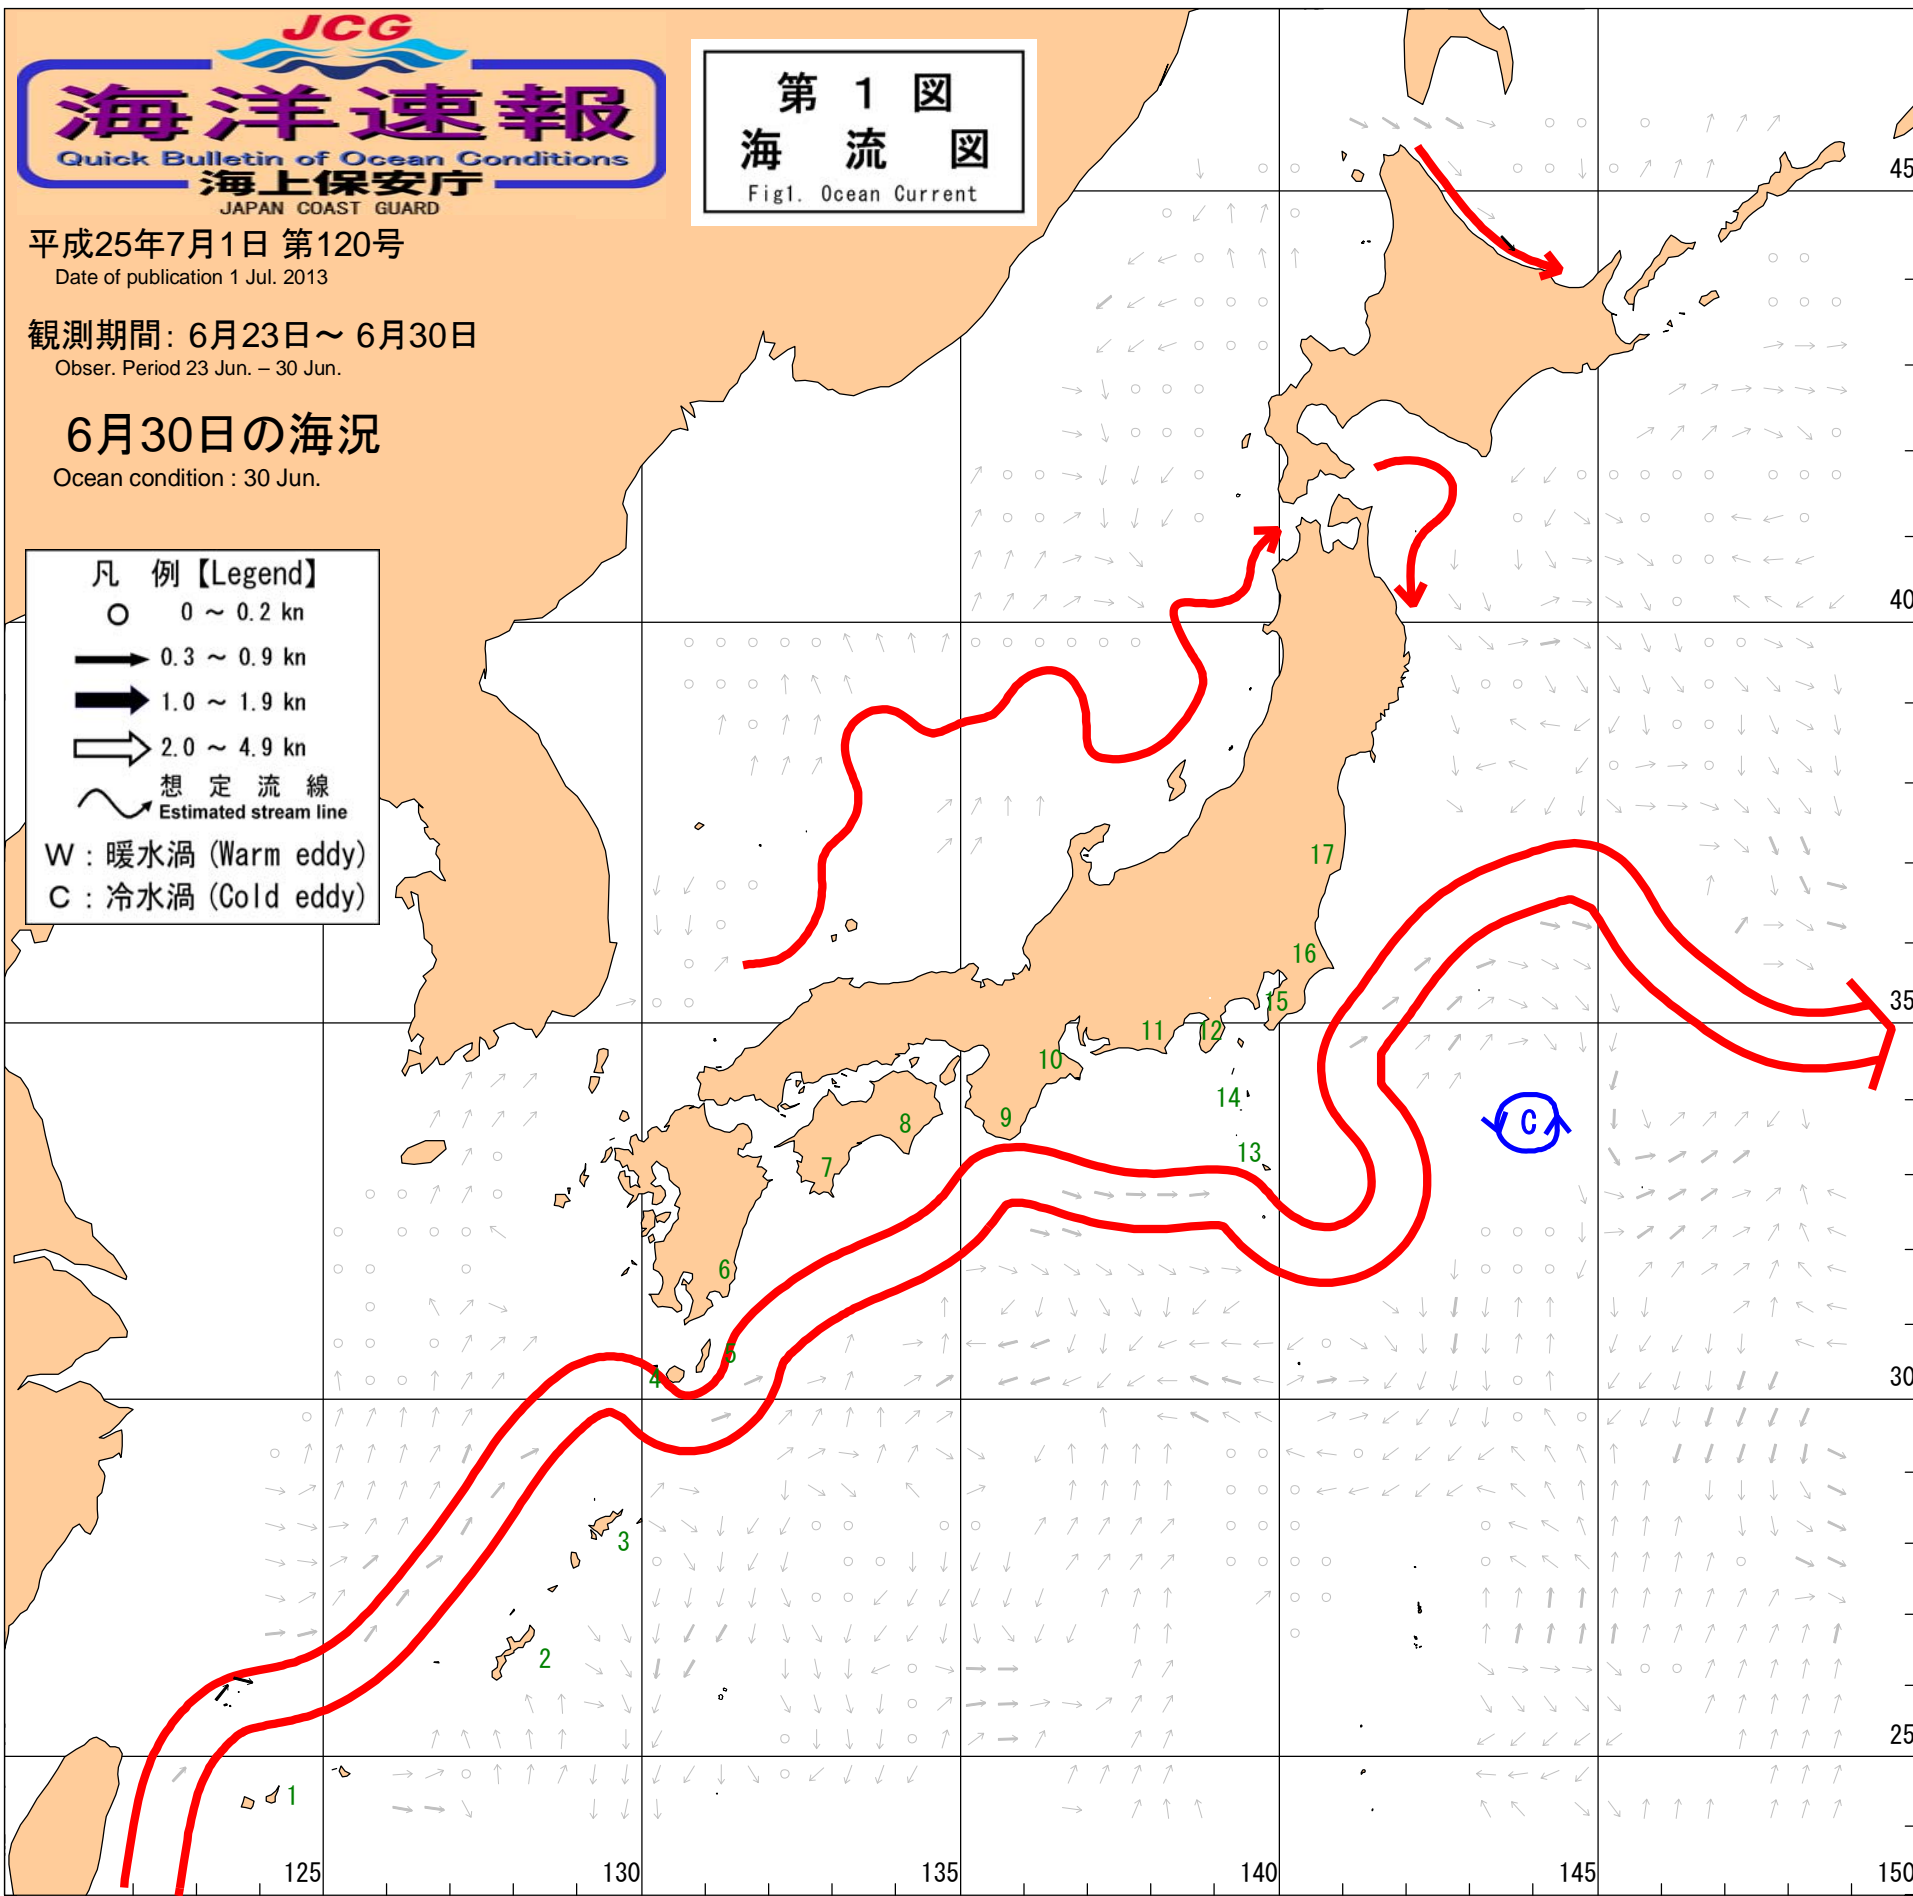 JCG
海洋速報
Quick Bulletin of Ocean Conditions
海上保安庁
JAPAN COAST GUARD
第 1 図
海 流 図
Fig1. Ocean Current
平成25年7月1日 第120号
Date of publication 1 Jul. 2013
観測期間: 6月23日～ 6月30日
Obser. Period 23 Jun. – 30 Jun.
6月30日の海況
Ocean condition : 30 Jun.
凡 例【Legend】
0 ～ 0.2 kn
0.3 ～ 0.9 kn
1.0 ～ 1.9 kn
2.0 ～ 4.9 kn
想 定 流 線
Estimated stream line
W : 暖水渦 (Warm eddy)
C : 冷水渦 (Cold eddy)
45
40
17
16
35
15
12
11
10
14
C
9
8
13
7
6
5
4
30
3
2
25
1
125
130
135
140
145
150